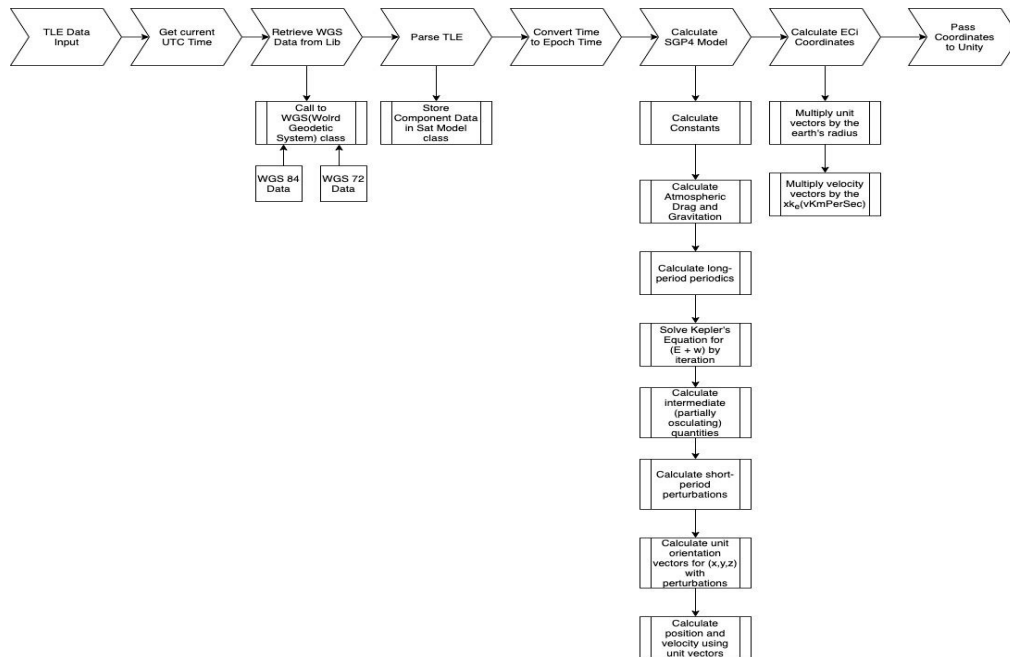 TLE Data
Input
Get current
UTC Time
Retrieve WGS
Data from Lib
Parse TLE
Convert Time
to Epoch Time
Calculate
SGP4 Model
Calculate ECi
Coordinates
Pass
Coordinates
to Unity
Call to
WGS(Wolrd
Geodetic
System) class
WGS 84
Data
WGS 72
Data
Store
Component Data
in Sat Model
class
Calculate
Constants
Calculate
Atmospheric
Drag and
Gravitation
Calculate long-
period periodics
Solve Kepler's
Equation for
(E + w) by
iteration
Calculate
intermediate
(partially
osculating)
quantities
Calculate short-
period
perturbations
Calculate unit
orientation
vectors for (x,y,z)
with
perturbations
Calculate
position and
velocity using
unit vectors
Multiply unit
vectors by the
earth's radius
Multiply velocity
vectors by the
xkₑ(vKmPerSec)